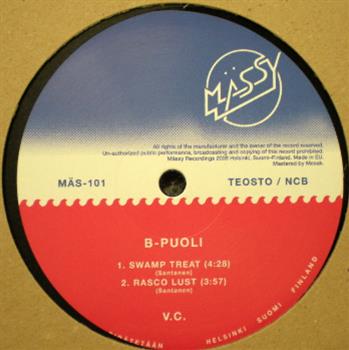 MÄSSY
All rights of the manufacturer and the owner of the record reserved.
Un-authorized public performance, broadcasting and copying of this record prohibited.
Mässy Recordings 2008 Helsinki, Suomi-Finland. Made in EU.
Mastered by Mosak.
MÄS-101
TEOSTO / NCB
B-PUOLI
1. SWAMP TREAT (4:28)
(Santanen)
2. RASCO LUST (3:57)
(Santanen)
V.C.
HELSINKI SUOMI FINLAND